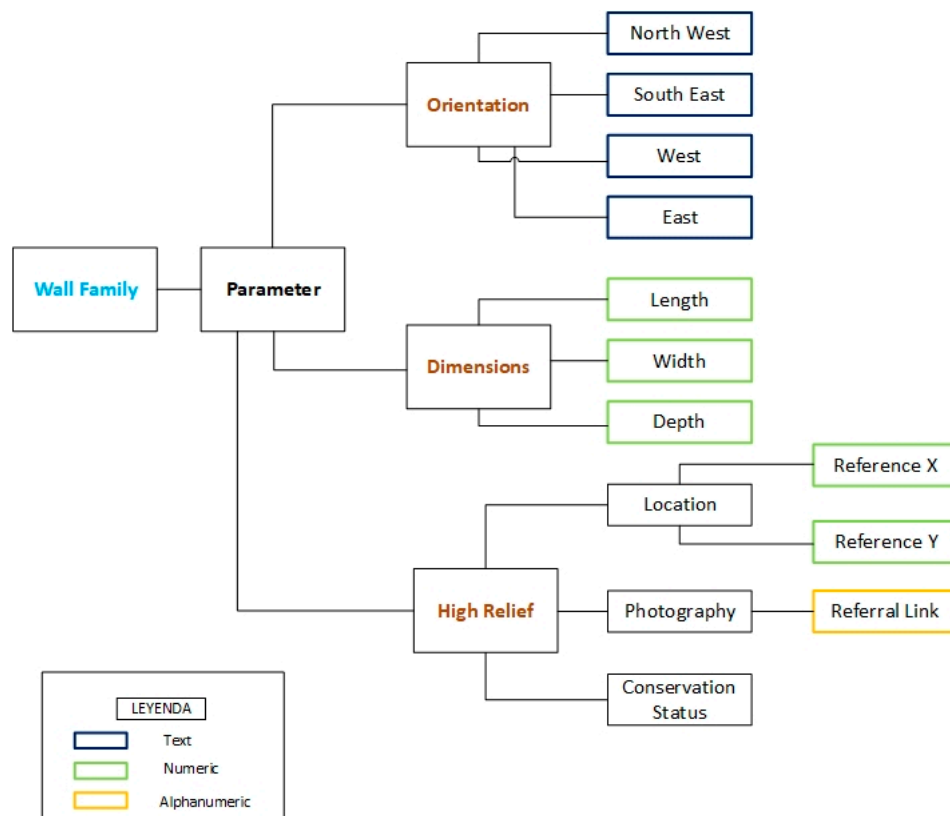 North West
Orientation
South East
West
East
Wall Family
Parameter
Length
Dimensions
Width
Depth
Reference X
Location
Reference Y
High Relief
Photography
Referral Link
Conservation
Status
LEYENDA
Text
Numeric
Alphanumeric